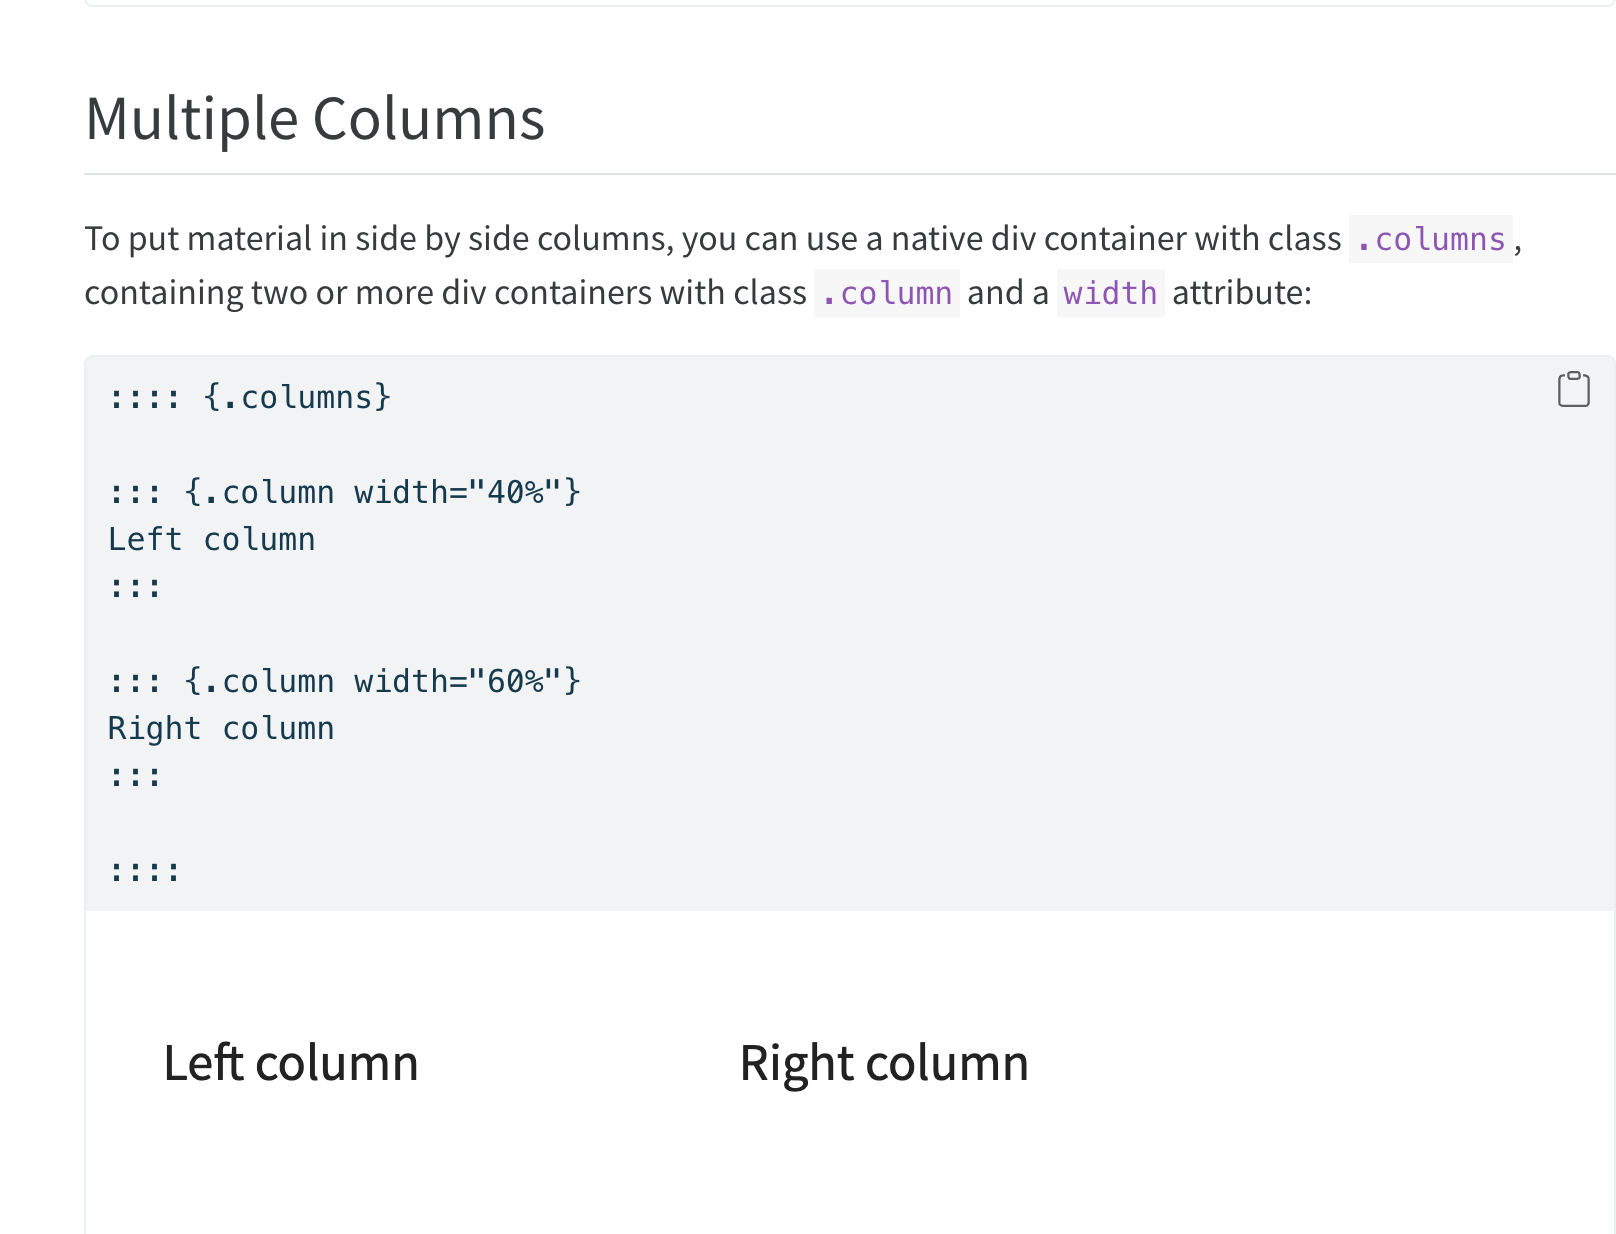 Multiple Columns
To put material in side by side columns, you can use a native div container with class .columns,
containing two or more div containers with class .column and a width attribute:
:::: {.columns}
::: {.column width="40%"}
Left column
:::
::: {.column width="60%"}
Right column
:::
::::
Left column Right column